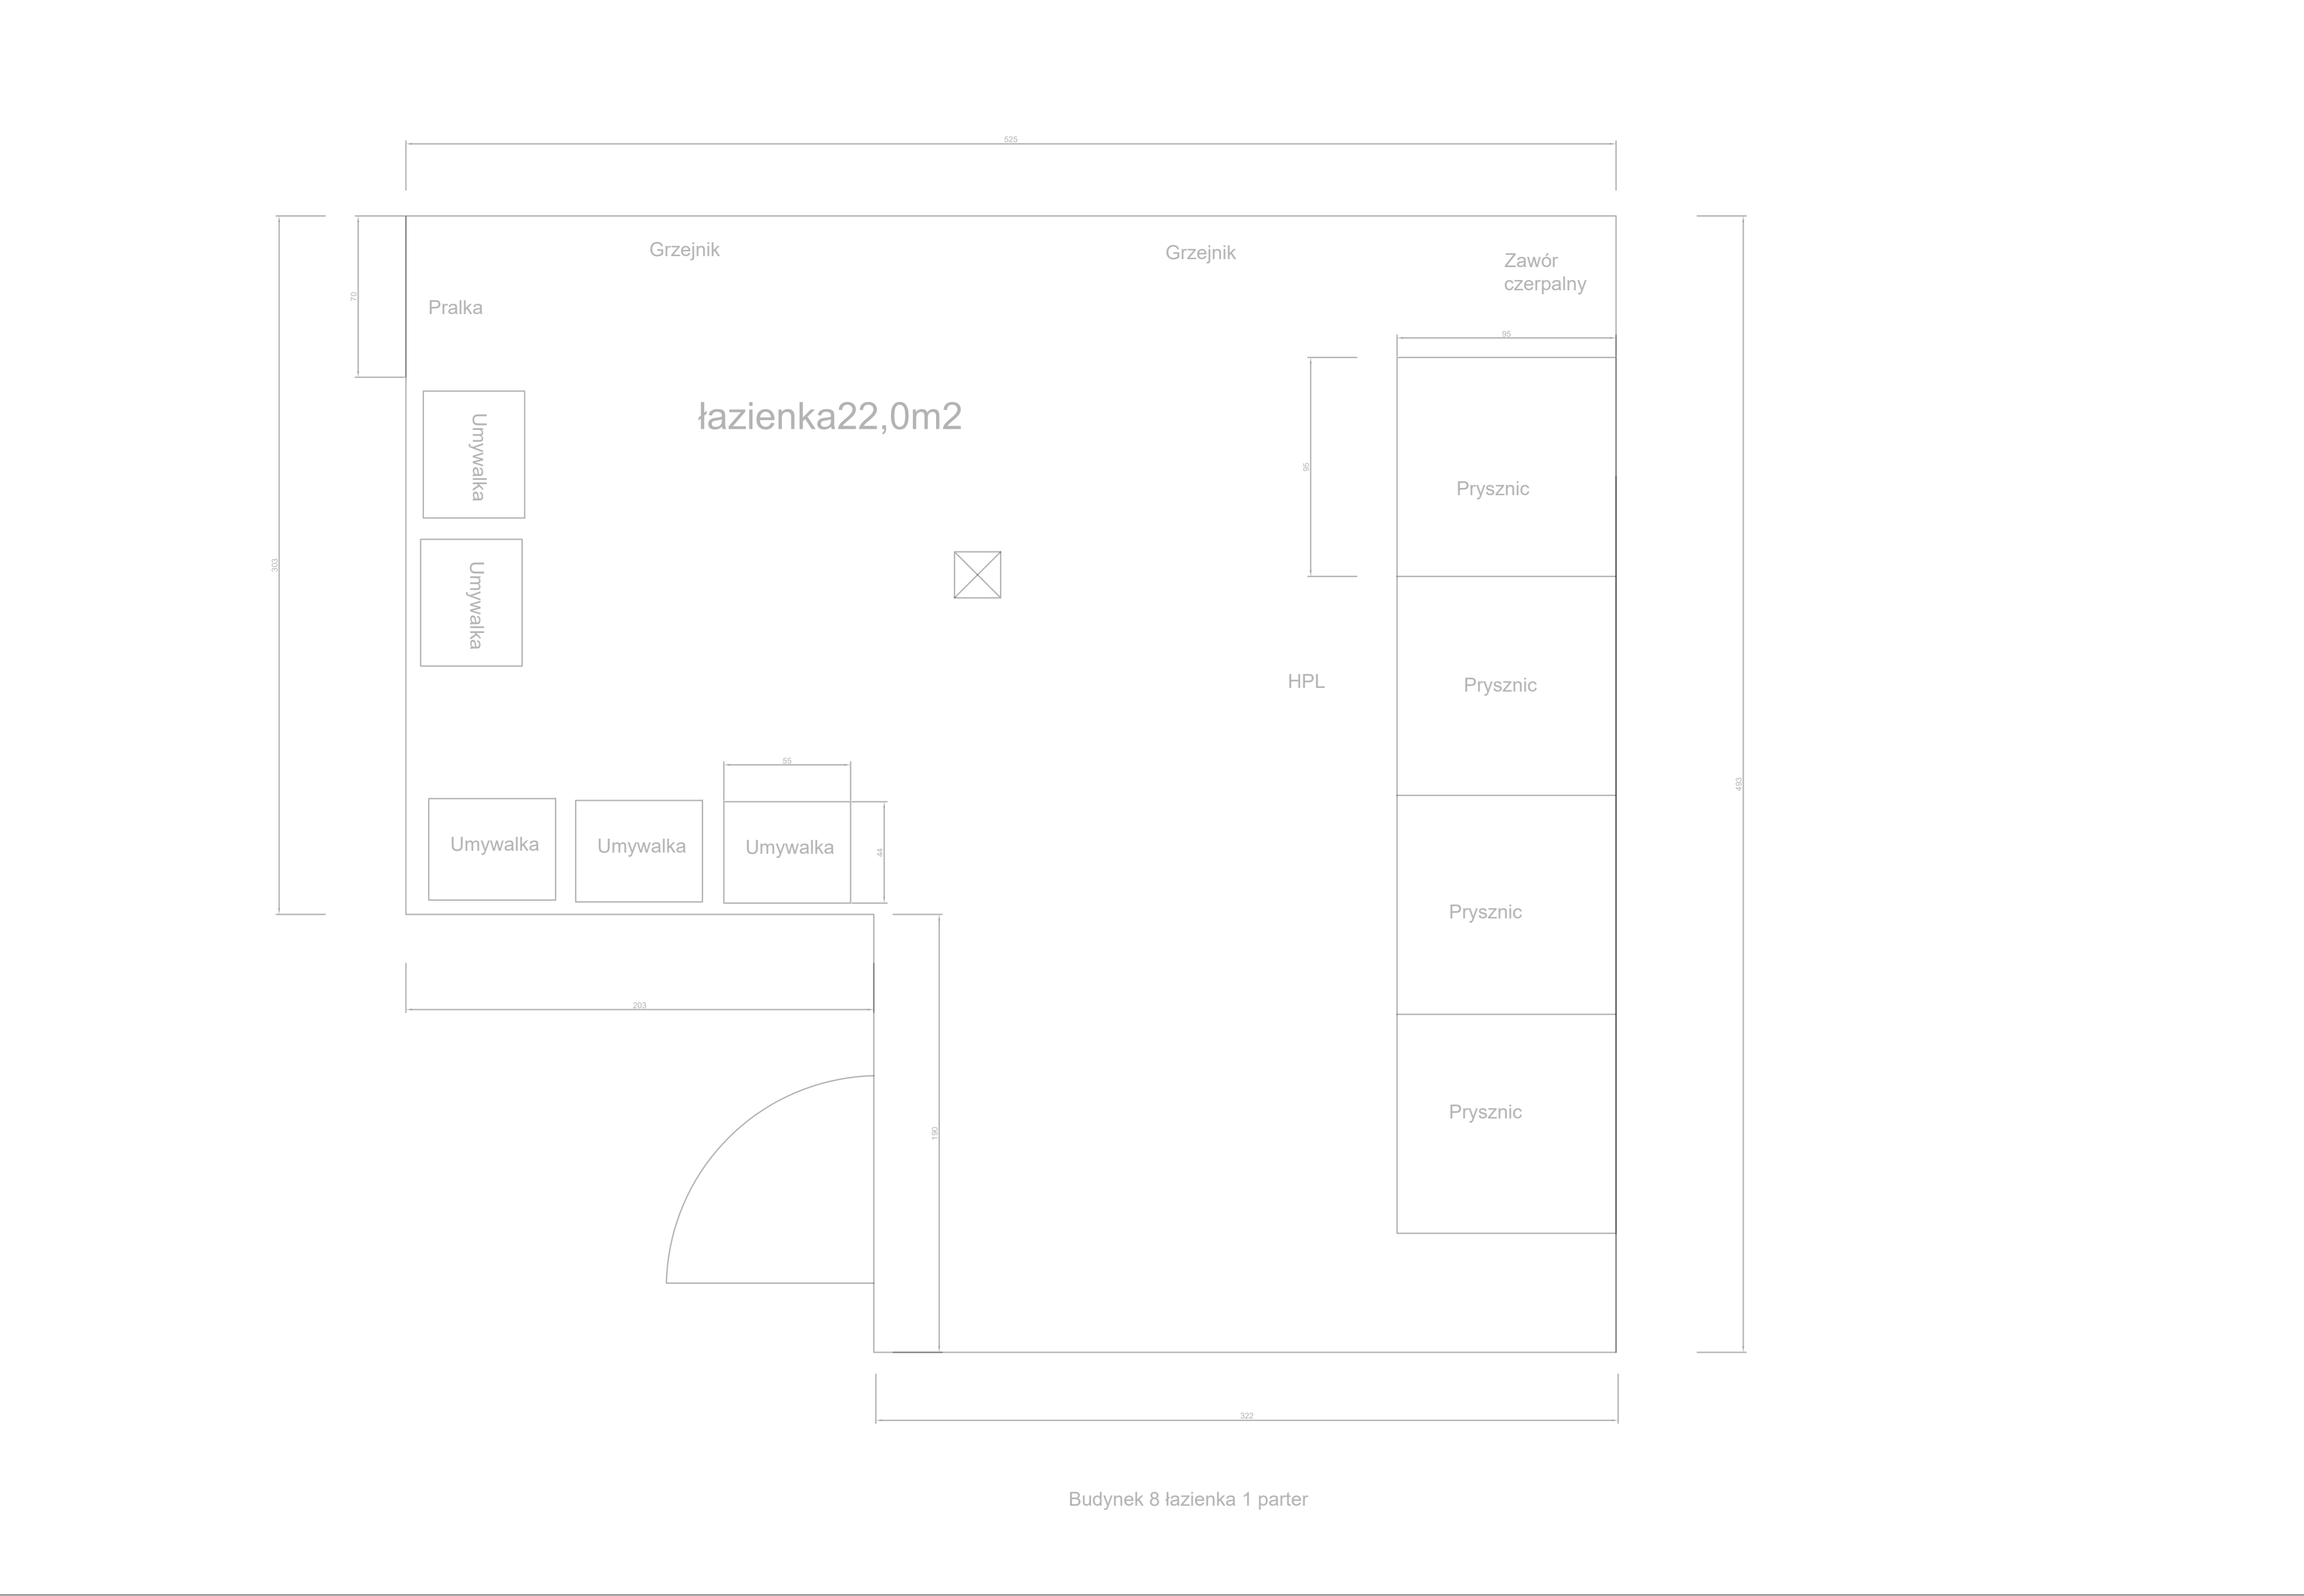 525
Grzejnik
Grzejnik
Zawór
czerpalny
70
Pralka
95
łazienka22,0m2
Umywalka
95
Prysznic
303
Umywalka
HPL
Prysznic
55
493
Umywalka
Umywalka
Umywalka
44
Prysznic
203
190
Prysznic
322
Budynek 8 łazienka 1 parter